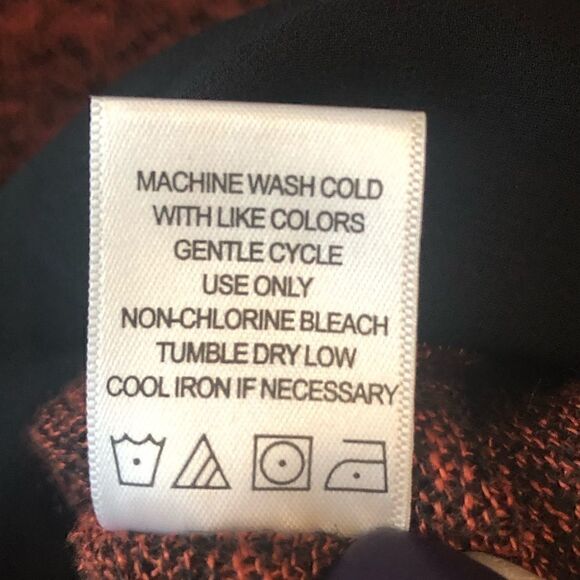 MACHINE WASH COLD
WITH LIKE COLORS
GENTLE CYCLE
USE ONLY
NON-CHLORINE BLEACH
TUMBLE DRY LOW
COOL IRON IF NECESSARY